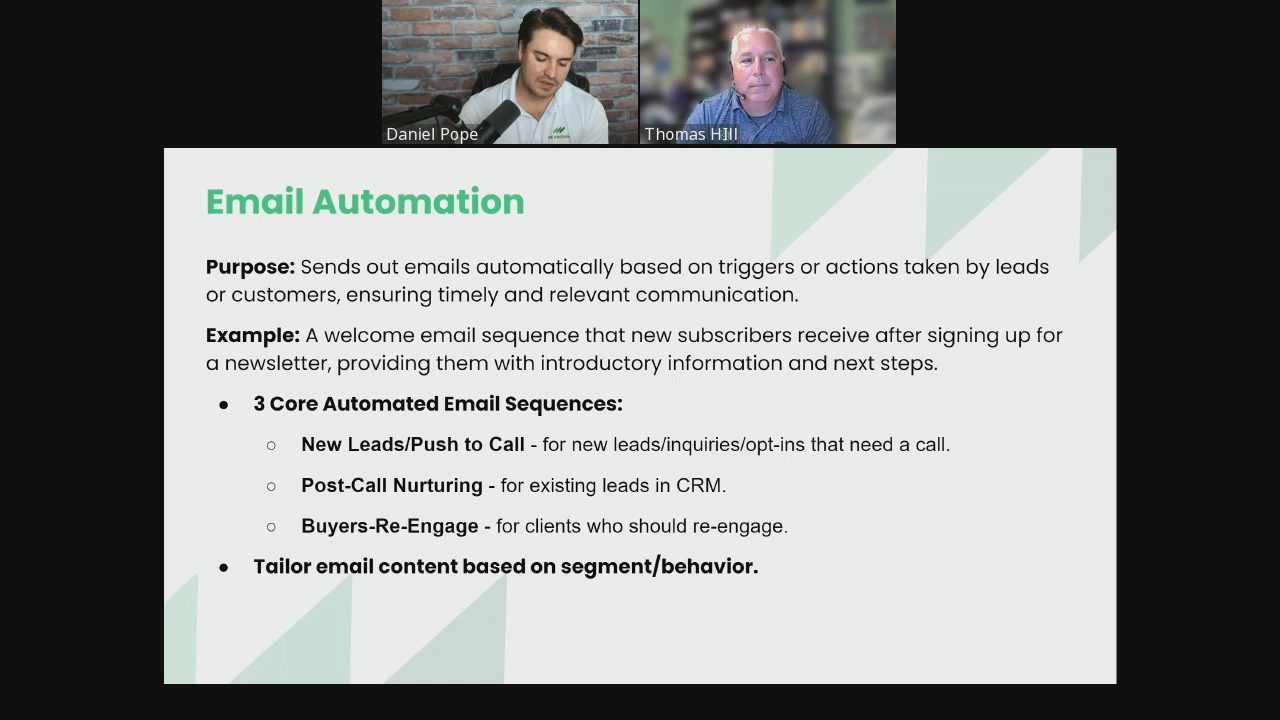 Daniel Pope
Thomas Hill
Email Automation
Purpose: Sends out emails automatically based on triggers or actions taken by leads
or customers, ensuring timely and relevant communication.
Example: A welcome email sequence that new subscribers receive after signing up for
a newsletter, providing them with introductory information and next steps.
● 3 Core Automated Email Sequences:
○ New Leads/Push to Call - for new leads/inquiries/opt-ins that need a call.
○ Post-Call Nurturing - for existing leads in CRM.
○ Buyers-Re-Engage - for clients who should re-engage.
● Tailor email content based on segment/behavior.